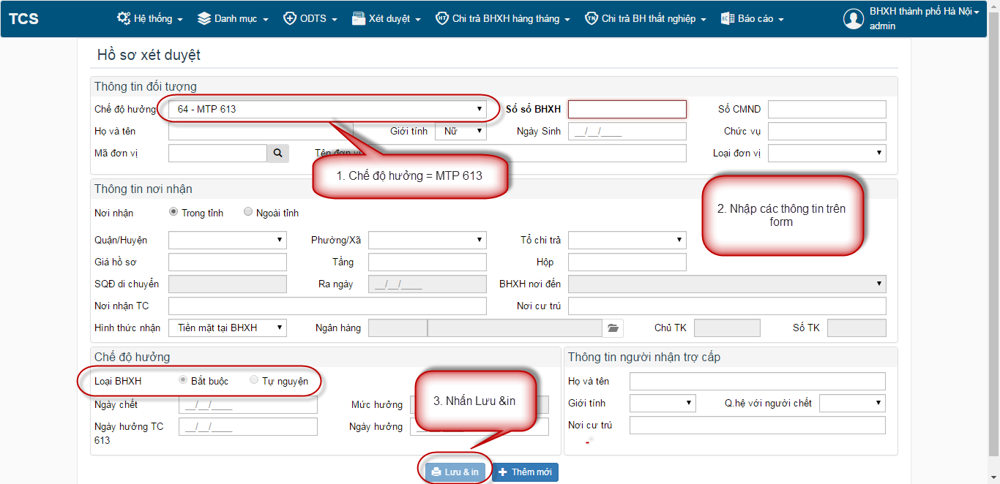 TCS Hệ thống Danh mục ODTS Xét duyệt Chi trả BHXH hàng tháng Chi trả BH thất nghiệp Báo cáo BHXH thành phố Hà Nội
admin
Hồ sơ xét duyệt
Thông tin đối tượng
Chế độ hưởng 64 - MTP 613 Số sổ BHXH Số CMND
Họ và tên Giới tính Nữ Ngày Sinh __/__/____ Chức vụ
Mã đơn vị Tên đơn vị Loại đơn vị
1. Chế độ hưởng = MTP 613
Thông tin nơi nhận
2. Nhập các thông tin trên
form
Nơi nhận Trong tỉnh Ngoài tỉnh
Quận/Huyện Phường/Xã Tổ chi trả
Giá hồ sơ Tầng Hộp
SQĐ di chuyển Ra ngày __/__/____ BHXH nơi đến
Nơi nhận TC Nơi cư trú
Hình thức nhận Tiền mặt tại BHXH Ngân hàng Chủ TK Số TK
Chế độ hưởng Thông tin người nhận trợ cấp
Loại BHXH Bắt buộc Tự nguyện Họ và tên
3. Nhấn Lưu &in
Ngày chết __/__/____ Mức hưởng Giới tính Q.hệ với người chết
Ngày hưởng TC __/__/____ Ngày hưởng Nơi cư trú
613
Lưu & in Thêm mới